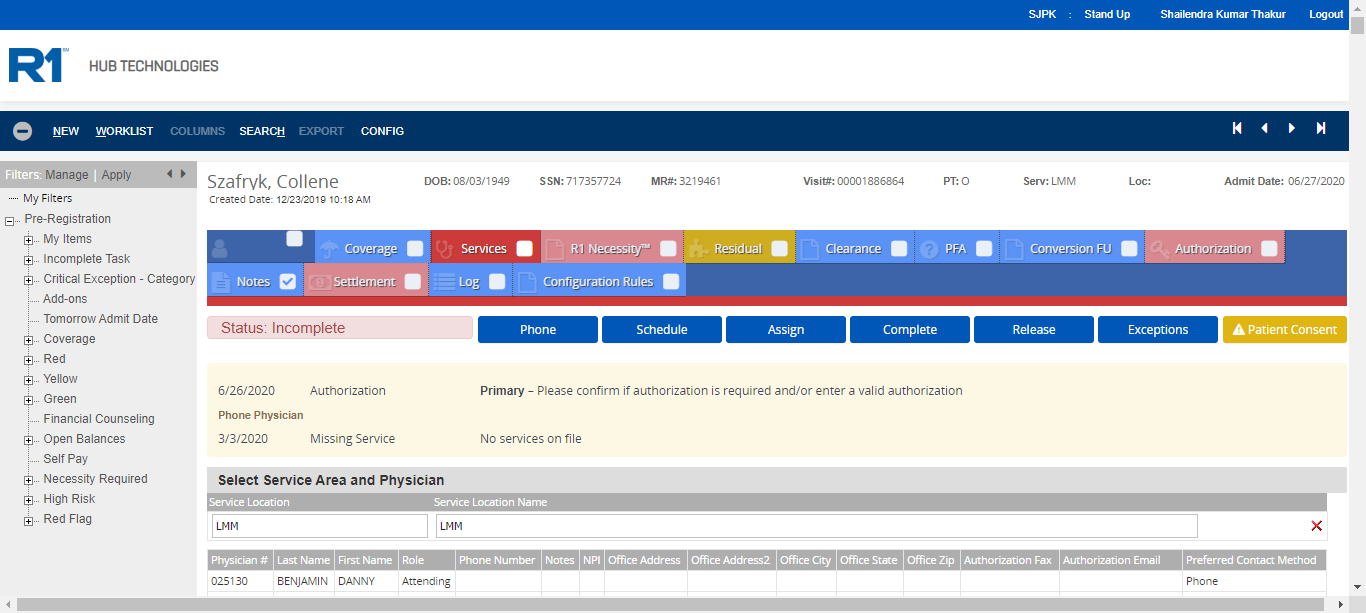 SJPK : Stand Up Shailendra Kumar Thakur Logout
R1 HUB TECHNOLOGIES
NEW WORKLIST COLUMNS SEARCH EXPORT CONFIG
Filters: Manage | Apply
My Filters
Pre-Registration
My Items
Incomplete Task
Critical Exception - Category
Add-ons
Tomorrow Admit Date
Coverage
Red
Yellow
Green
Financial Counseling
Open Balances
Self Pay
Necessity Required
High Risk
Red Flag
Szafryk, Collene DOB: 08/03/1949 SSN: 717357724 MR#: 3219461 Visit#: 00001886864 PT: O Serv: LMM Loc: Admit Date: 06/27/2020
Created Date: 12/23/2019 10:18 AM
Coverage Services R1 Necessity™ Residual Clearance PFA Conversion FU Authorization
Notes Settlement Log Configuration Rules
Status: Incomplete Phone Schedule Assign Complete Release Exceptions Patient Consent
6/26/2020 Authorization Primary – Please confirm if authorization is required and/or enter a valid authorization
Phone Physician
3/3/2020 Missing Service No services on file
Select Service Area and Physician
Service Location Service Location Name
LMM LMM
Physician # Last Name First Name Role Phone Number Notes NPI Office Address Office Address2 Office City Office State Office Zip Authorization Fax Authorization Email Preferred Contact Method
025130 BENJAMIN DANNY Attending Phone